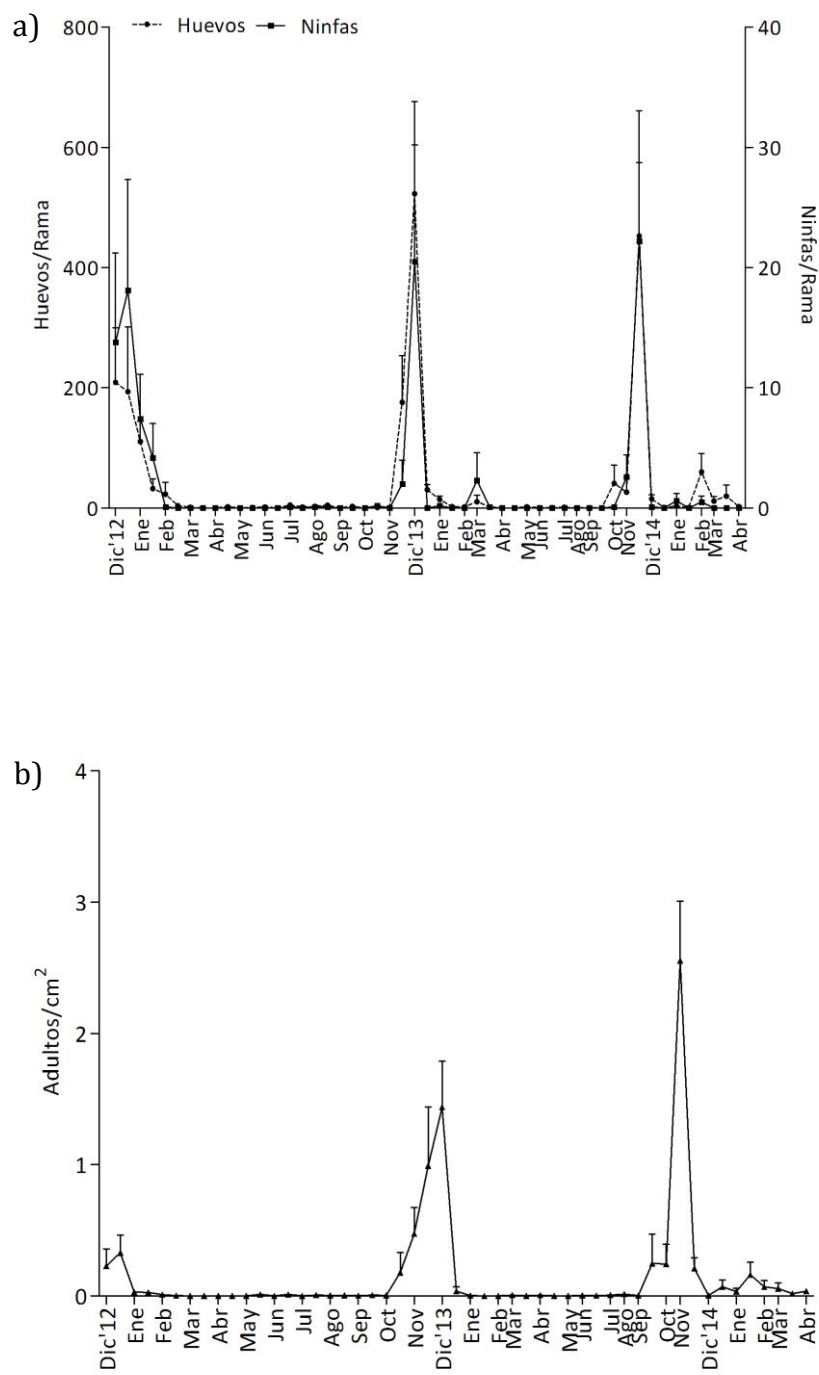 a)
Huevos Ninfas
800
600
400
200
0
Huevos/Rama
40
30
20
10
0
Ninfas/Rama
Dic'12 Ene Feb Mar Abr May Jun Jul Ago Sep Oct Nov Dic'13 Ene Feb Mar Abr May Jun Jul Ago Sep Oct Nov Dic'14 Ene Feb Mar Abr
b)
4
3
2
1
0
Adultos/cm²
Dic'12 Ene Feb Mar Abr May Jun Jul Ago Sep Oct Nov Dic'13 Ene Feb Mar Abr May Jun Jul Ago Sep Oct Nov Dic'14 Ene Feb Mar Abr